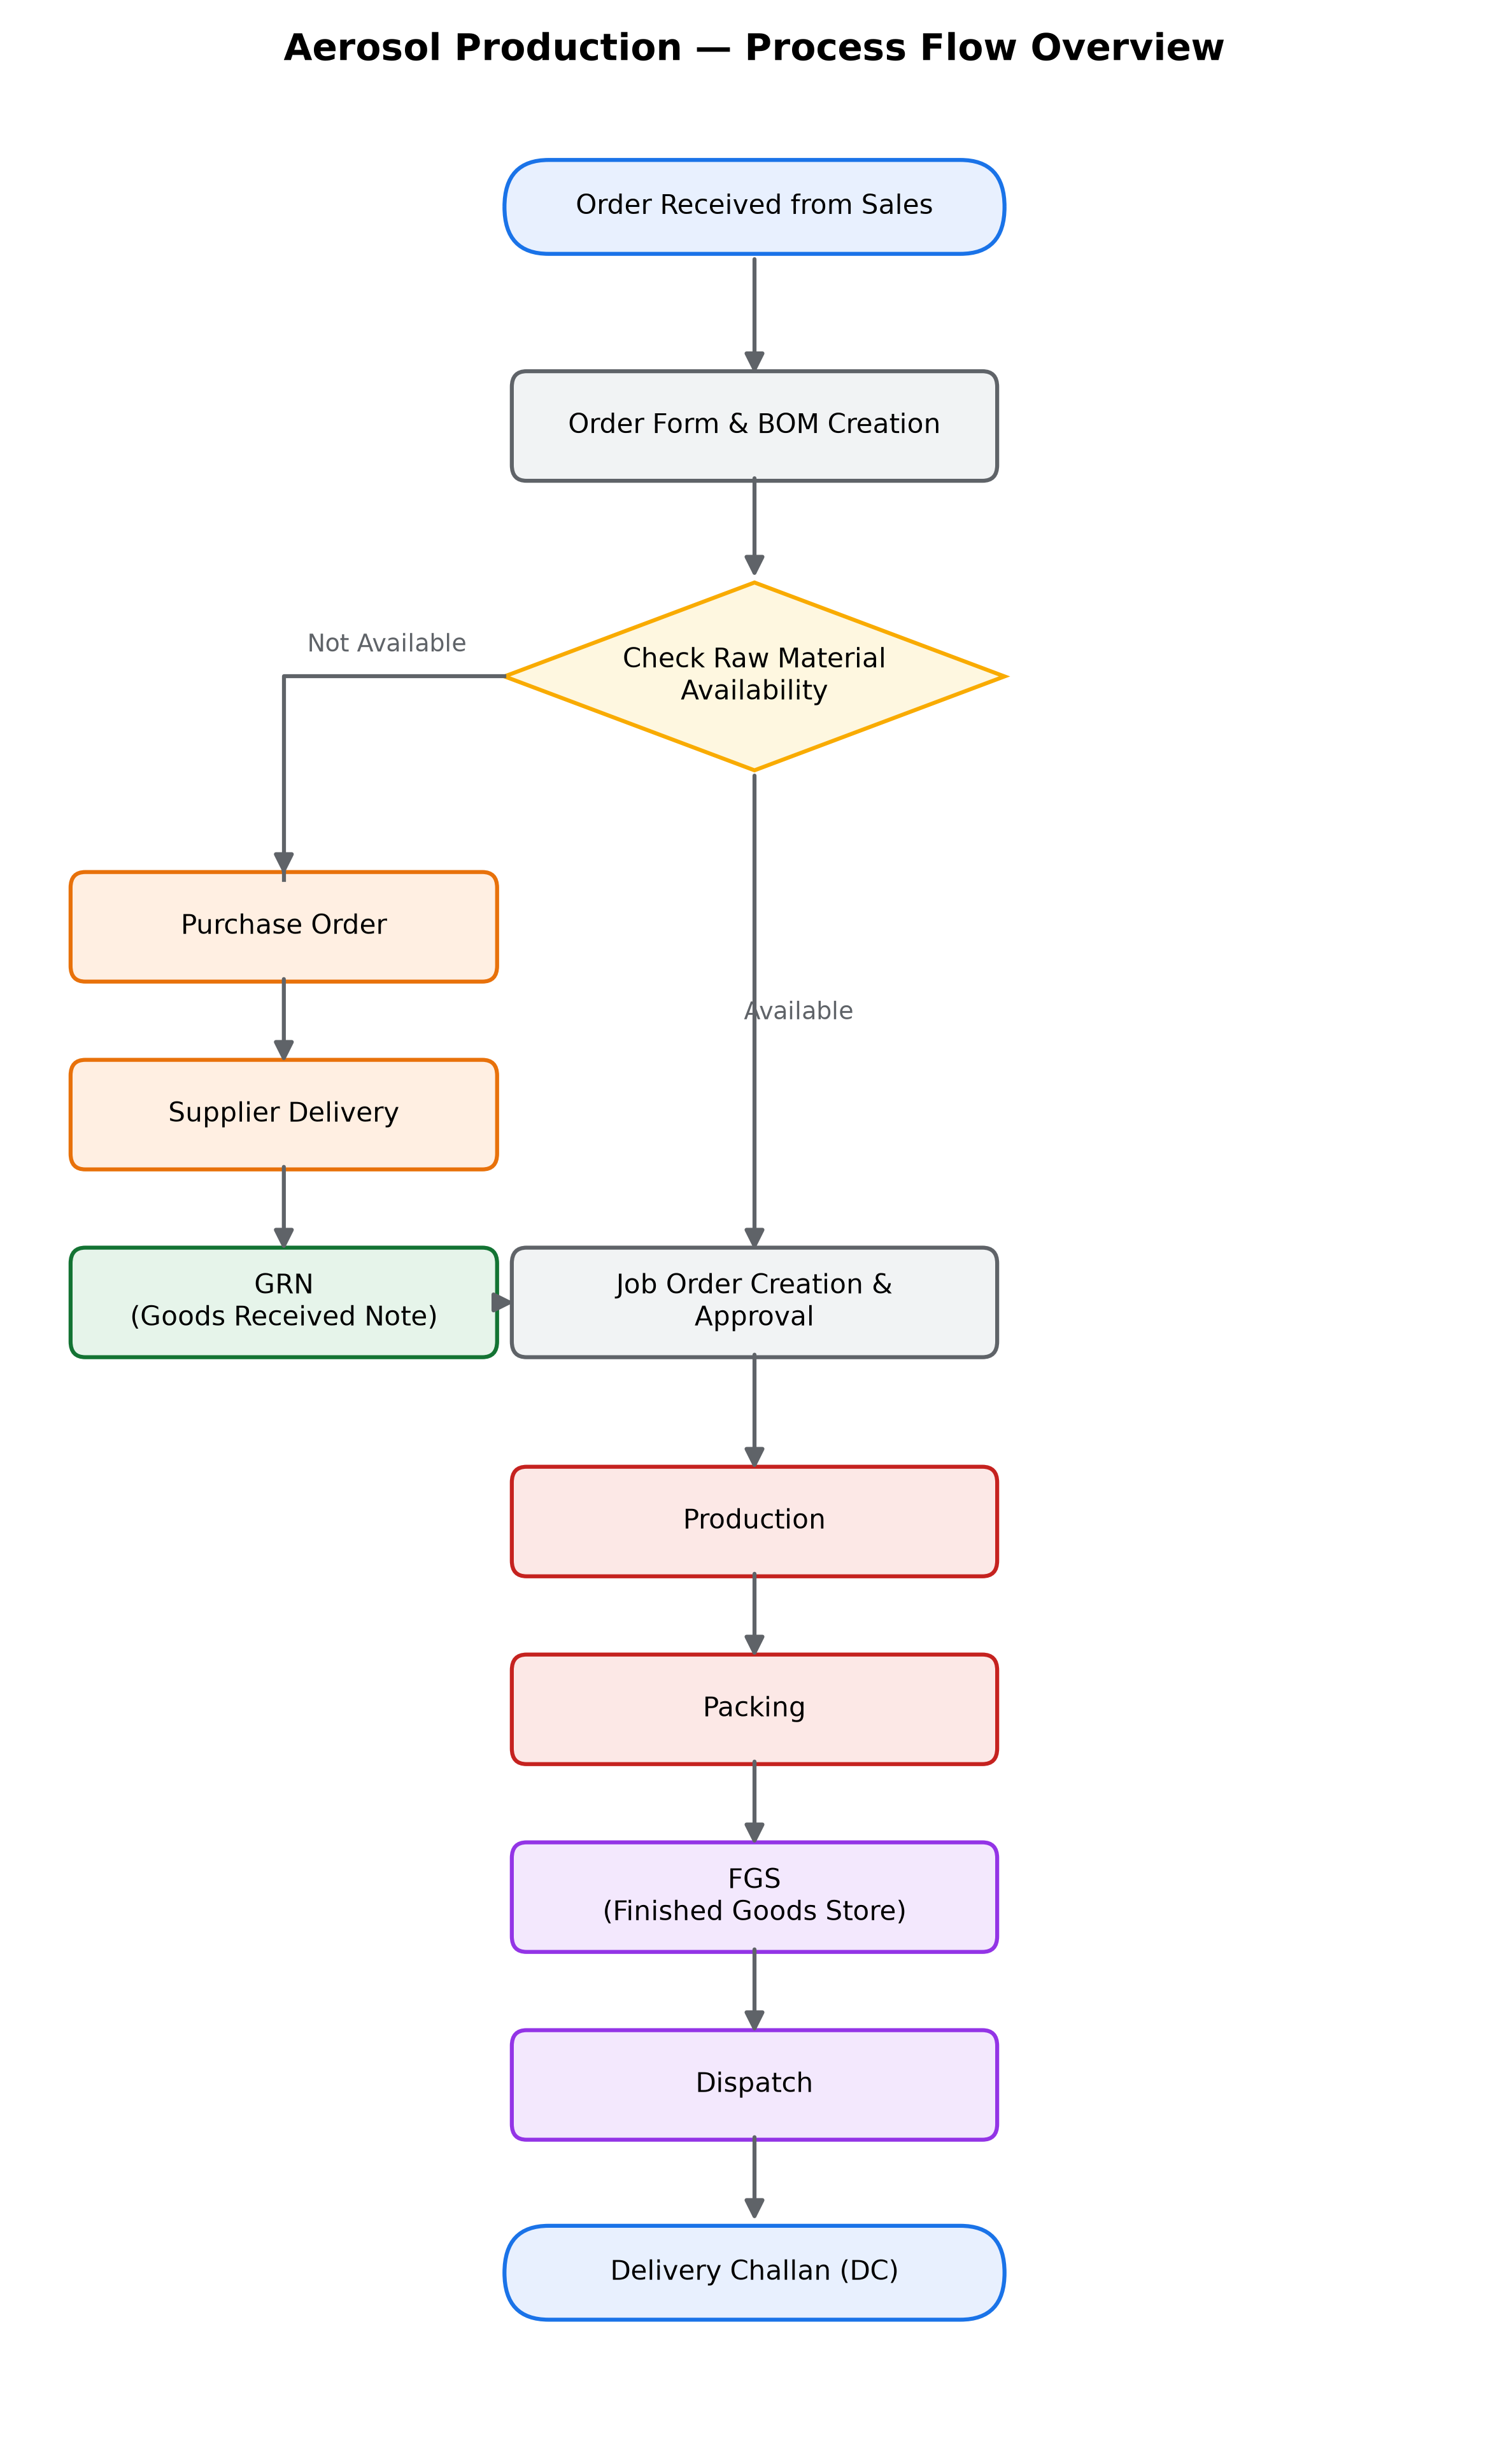 Aerosol Production — Process Flow Overview
Order Received from Sales
Order Form & BOM Creation
Check Raw Material
Availability
Not Available
Purchase Order
Available
Supplier Delivery
GRN
(Goods Received Note)
Job Order Creation &
Approval
Production
Packing
FGS
(Finished Goods Store)
Dispatch
Delivery Challan (DC)